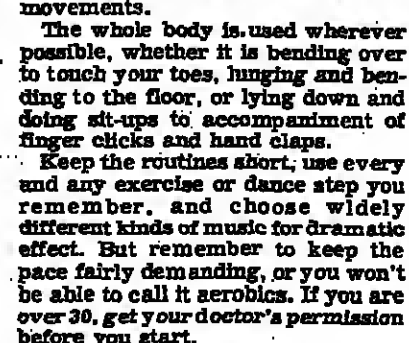 movements.
The whole body is used wherever
possible, whether it is bending over
to touch your toes, lunging and ben-
ding to the floor, or lying down and
doing sit-ups to accompaniment of
finger clicks and hand claps.
Keep the routines short; use every
and any exercise or dance step you
remember. and choose widely
different kinds of music for dramatic
effect. But remember to keep the
pace fairly demanding, or you won't
be able to call it aerobics. If you are
over 30, get your doctor's permission
before you start.